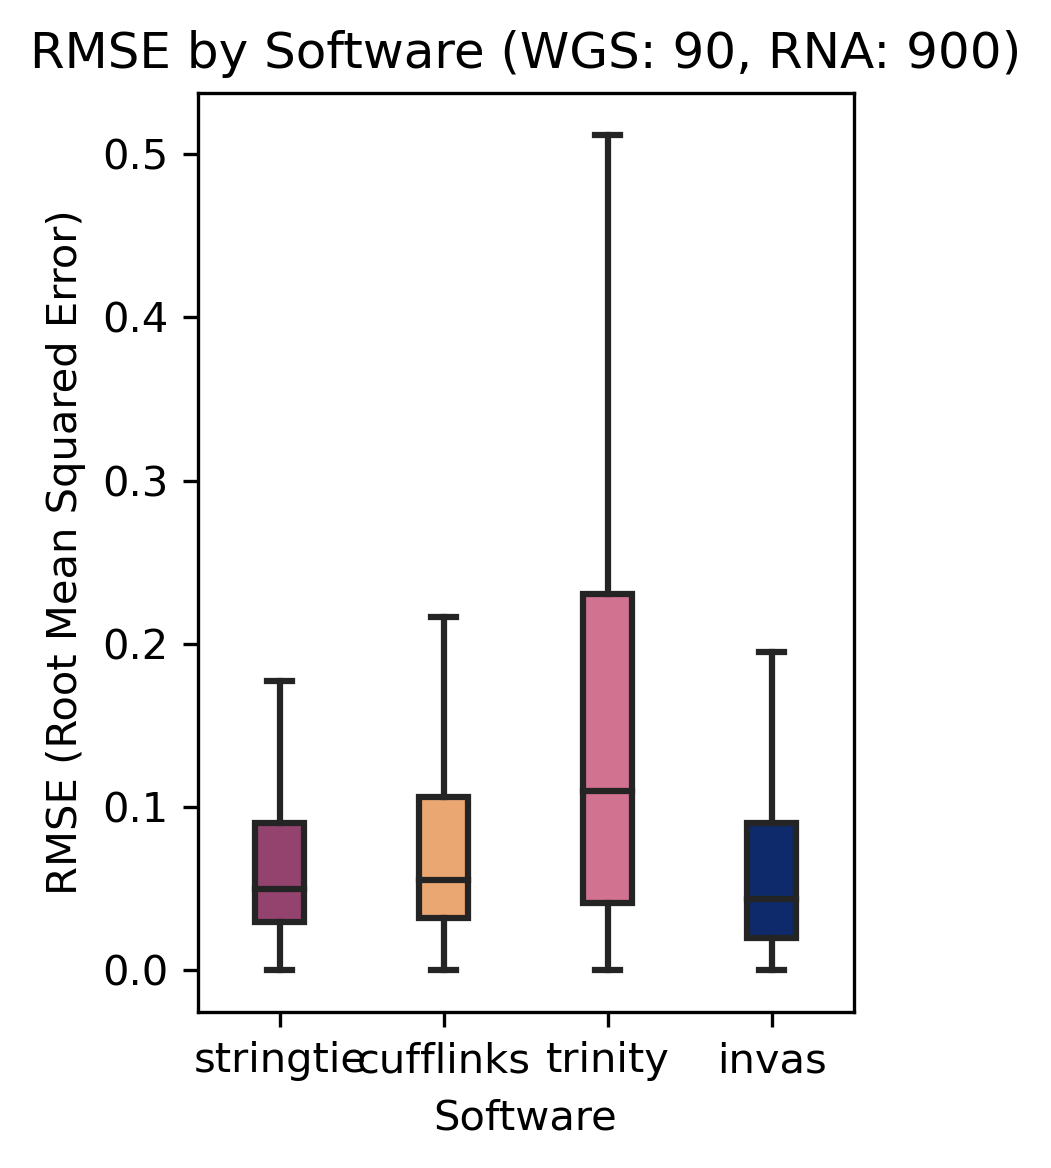 RMSE by Software (WGS: 90, RNA: 900)
RMSE (Root Mean Squared Error)
0.5
0.4
0.3
0.2
0.1
0.0
stringtie cufflinks trinity invas
Software